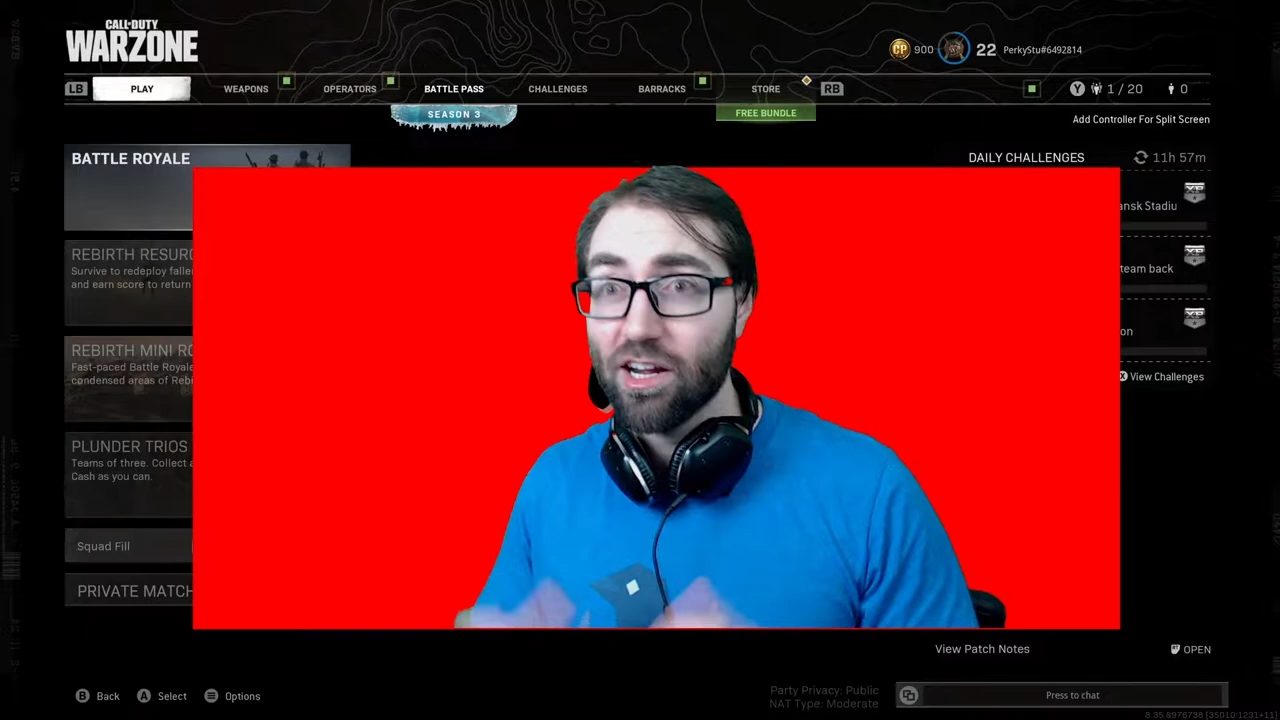 CALL OF DUTY
WARZONE
CP 900 22 PerkyStu#6492814
LB PLAY WEAPONS OPERATORS BATTLE PASS CHALLENGES BARRACKS STORE RB Y 1 / 20 0
SEASON 3 FREE BUNDLE
Add Controller For Split Screen
BATTLE ROYALE
DAILY CHALLENGES 11h 57m
ansk Stadiu
REBIRTH RESURG
Survive to redeploy faller
and earn score to return
team back
on
REBIRTH MINI RO
Fast-paced Battle Royale
condensed areas of Rebi
X View Challenges
PLUNDER TRIOS
Teams of three. Collect a
Cash as you can.
Squad Fill
PRIVATE MATCH
View Patch Notes OPEN
B Back A Select Options
Party Privacy: Public
NAT Type: Moderate
Press to chat